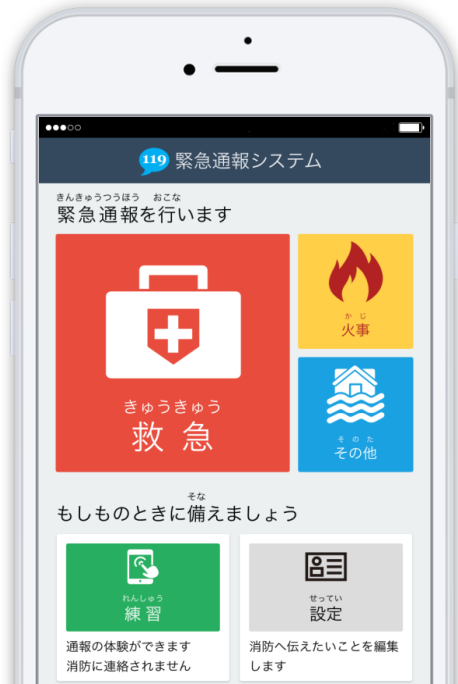 119 緊急通報システム
きんきゅうつうほう おこな
緊急通報を行います
きゅうきゅう
救急
かじ
火事
そのた
その他
そな
もしものときに備えましょう
れんしゅう
練習
通報の体験ができます
消防に連絡されません
せってい
設定
消防へ伝えたいことを編集
します